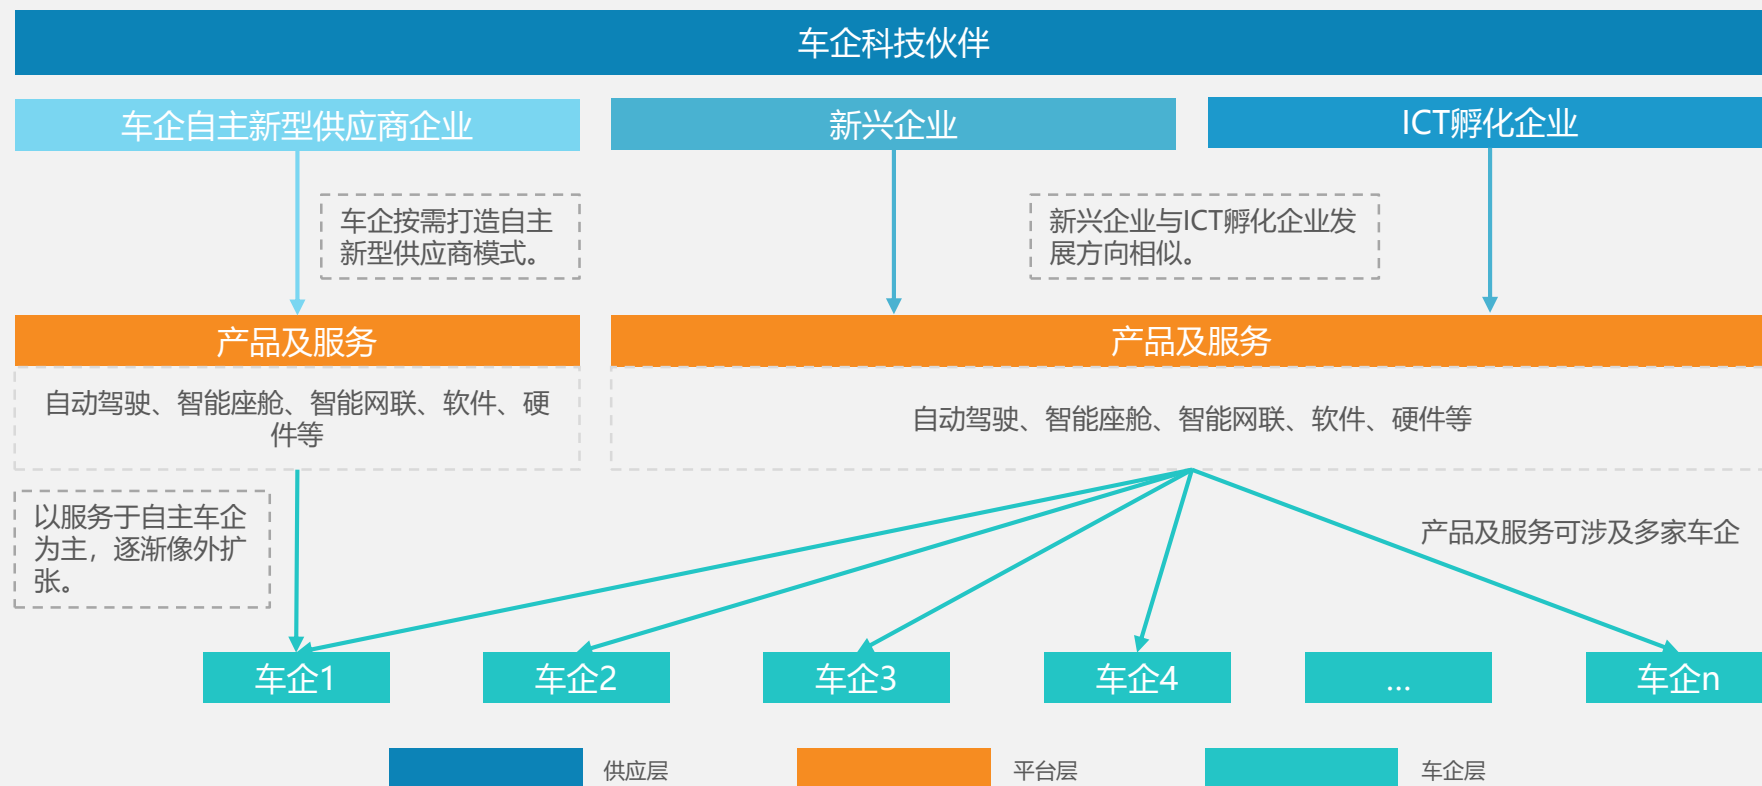 车企科技伙伴
车企自主新型供应商企业
新兴企业
ICT孵化企业
车企按需打造自主
新型供应商模式。
新兴企业与ICT孵化企业发
展方向相似。
产品及服务
产品及服务
自动驾驶、智能座舱、智能网联、软件、硬
件等
自动驾驶、智能座舱、智能网联、软件、硬件等
以服务于自主车企
为主，逐渐像外扩
张。
产品及服务可涉及多家车企
车企1
车企2
车企3
车企4
...
车企n
供应层
平台层
车企层